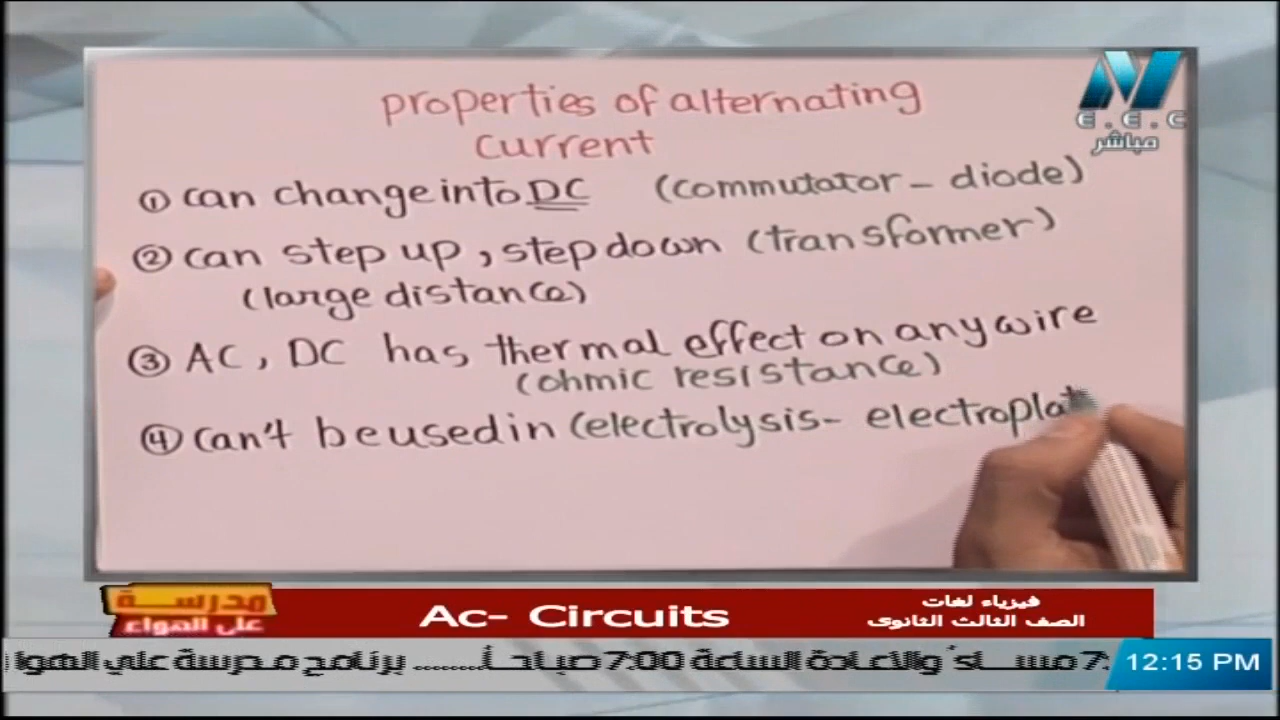 properties of alternating
current
① can change into DC (commutator - diode)
② can step up, step down (transformer)
(large distance)
③ AC, DC has thermal effect on any wire
(ohmic resistance)
④ can't be used in (electrolysis - electroplat
E.E.C
مباشر
مدرسة
على الهواء
Ac- Circuits
فيزياء لغات
الصف الثالث الثانوى
7: مساءً والاعادة الساعة 7:00 صباحاً....... برنامج مدرسة علي الهوا
12:15 PM